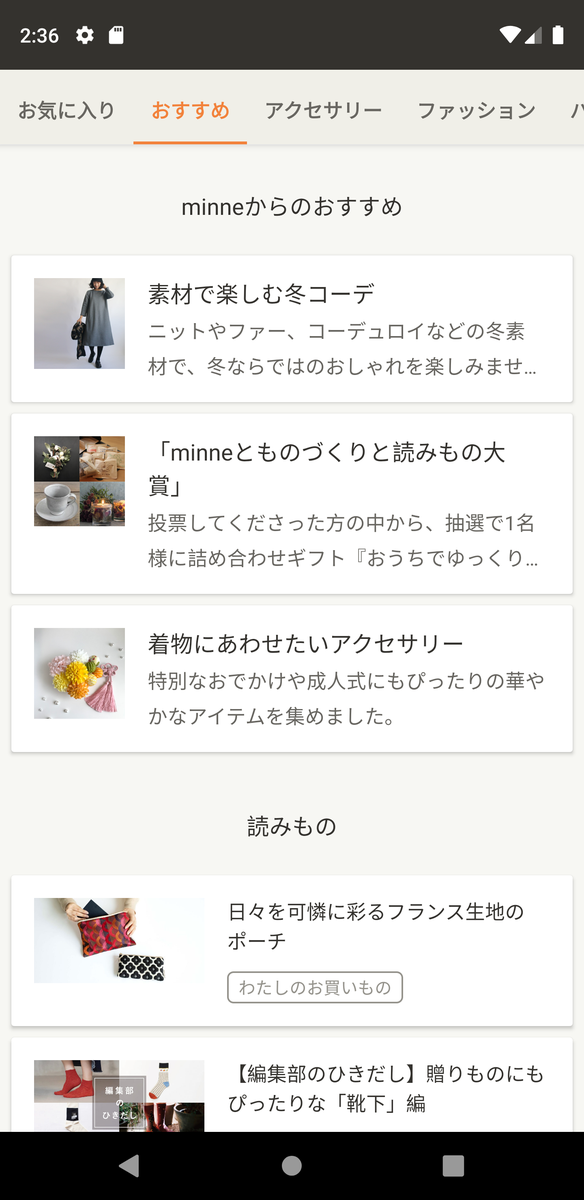 2:36
お気に入り おすすめ アクセサリー ファッション
minneからのおすすめ
素材で楽しむ冬コーデ
ニットやファー、コーデュロイなどの冬素
材で、冬ならではのおしゃれを楽しみませ…
「minneとものづくりと読みもの大
賞」
投票してくださった方の中から、抽選で1名
様に詰め合わせギフト『おうちでゆっくり…
着物にあわせたいアクセサリー
特別なおでかけや成人式にもぴったりの華や
かなアイテムを集めました。
読みもの
日々を可憐に彩るフランス生地の
ポーチ
わたしのお買いもの
【編集部のひきだし】贈りものにも
ぴったりな「靴下」編
編集部
の
ひきだし